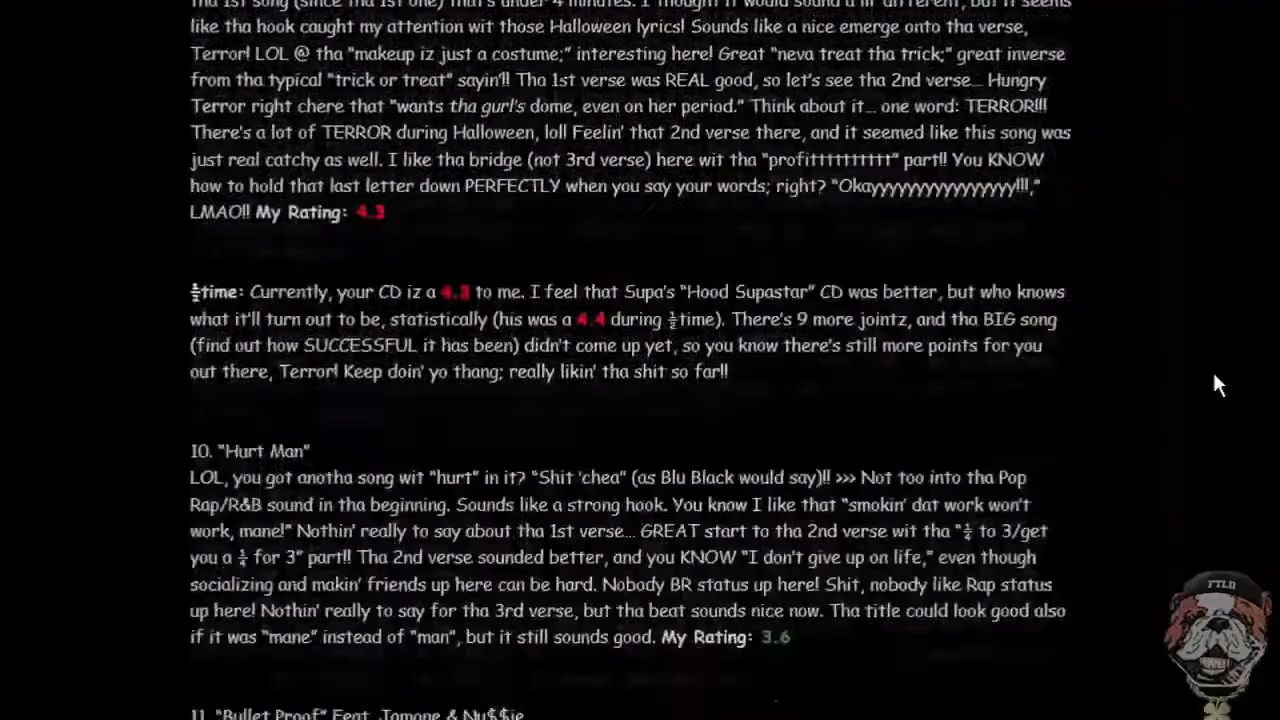 tha 1st song (since tha 1st one) that's under 4 minutes. I thought it would sound a lil' different, but it seems
like tha hook caught my attention wit those Halloween lyrics! Sounds like a nice emerge onto tha verse,
Terror! LOL @ tha "makeup iz just a costume;" interesting here! Great "neva treat tha trick;" great inverse
from tha typical "trick or treat" sayin'!! Tha 1st verse was REAL good, so let's see tha 2nd verse... Hungry
Terror right chere that "wants tha gurl's dome, even on her period." Think about it... one word: TERROR!!!
There's a lot of TERROR during Halloween, lol! Feelin' that 2nd verse there, and it seemed like this song was
just real catchy as well. I like tha bridge (not 3rd verse) here wit tha "profitttttttttt" part!! You KNOW
how to hold that last letter down PERFECTLY when you say your words; right? "Okayyyyyyyyyyyyyyy!!!,"
LMAO!! My Rating: 4.3
½time: Currently, your CD iz a 4.3 to me. I feel that Supa's "Hood Supastar" CD was better, but who knows
what it'll turn out to be, statistically (his was a 4.4 during ½time). There's 9 more jointz, and tha BIG song
(find out how SUCCESSFUL it has been) didn't come up yet, so you know there's still more points for you
out there, Terror! Keep doin' yo thang; really likin' tha shit so far!!
10. "Hurt Man"
LOL, you got anotha song wit "hurt" in it? "Shit 'chea" (as Blu Black would say)!! >>> Not too into tha Pop
Rap/R&B sound in tha beginning. Sounds like a strong hook. You know I like that "smokin' dat work won't
work, mane!" Nothin' really to say about tha 1st verse... GREAT start to tha 2nd verse wit tha "¼ to 3/get
you a ¼ for 3" part!! Tha 2nd verse sounded better, and you KNOW "I don't give up on life," even though
socializing and makin' friends up here can be hard. Nobody BR status up here! Shit, nobody like Rap status
up here! Nothin' really to say for tha 3rd verse, but tha beat sounds nice now. Tha title could look good also
if it was "mane" instead of "man", but it still sounds good. My Rating: 3.6
11. "Bullet Proof" Feat. Jamone & Nu$$ie
FTLD